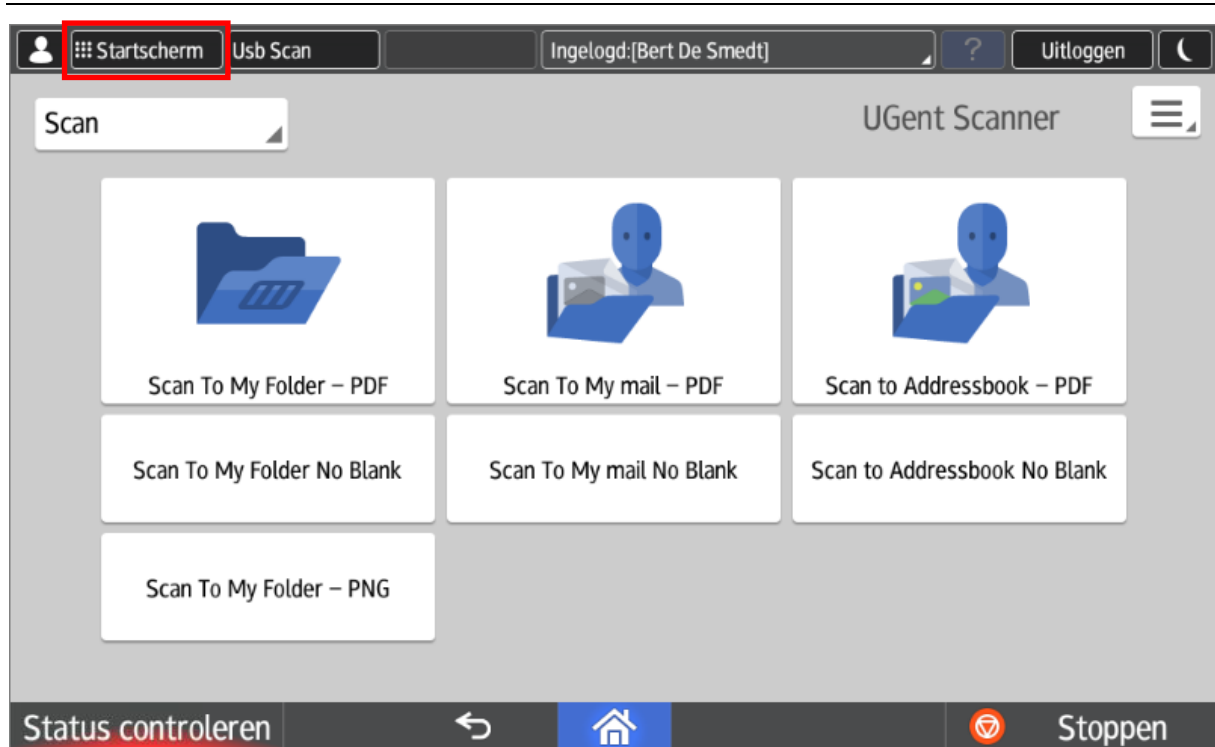 Startscherm
Usb Scan
Ingelogd:[Bert De Smedt]
?
Uitloggen
Scan
UGent Scanner
Scan To My Folder – PDF
Scan To My mail – PDF
Scan to Addressbook – PDF
Scan To My Folder No Blank
Scan To My mail No Blank
Scan to Addressbook No Blank
Scan To My Folder – PNG
Status controleren
Stoppen